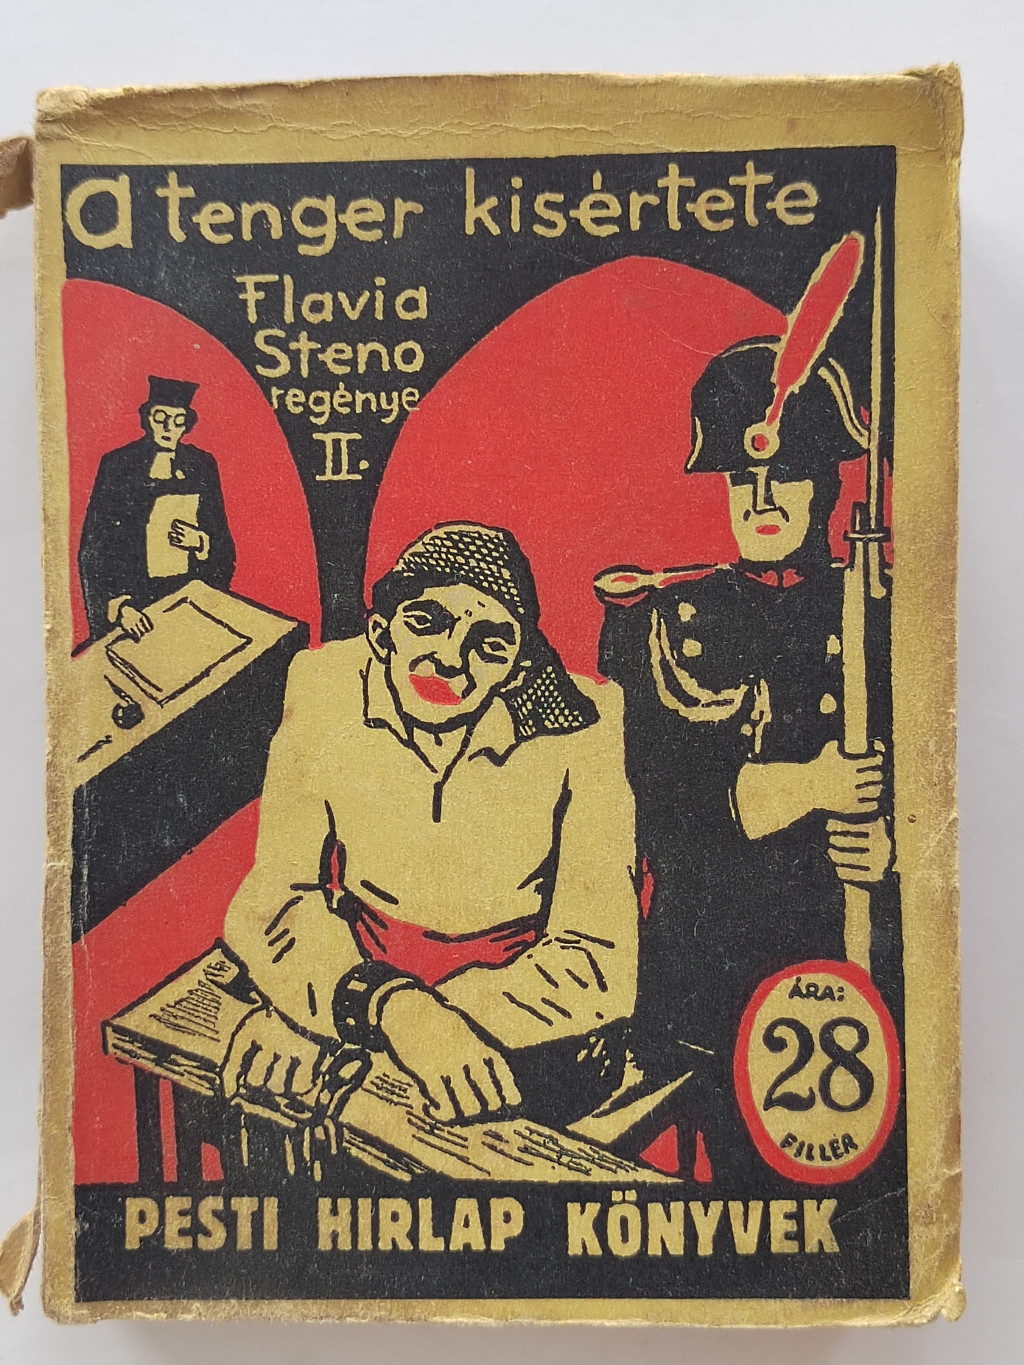 a tenger kisértete
Flavia
Steno
regénye
II.
ÁRA:
28
FILLÉR
PESTI HIRLAP KÖNYVEK